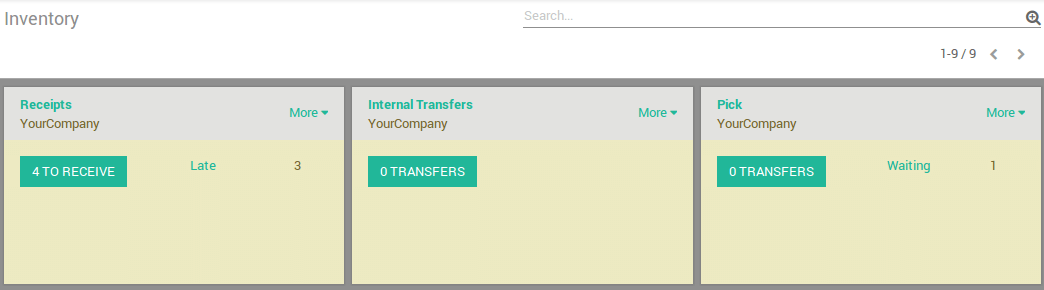 Inventory
Search...
1-9 / 9
Receipts
YourCompany
More
4 TO RECEIVE
Late 3
Internal Transfers
YourCompany
More
0 TRANSFERS
Pick
YourCompany
More
0 TRANSFERS
Waiting 1